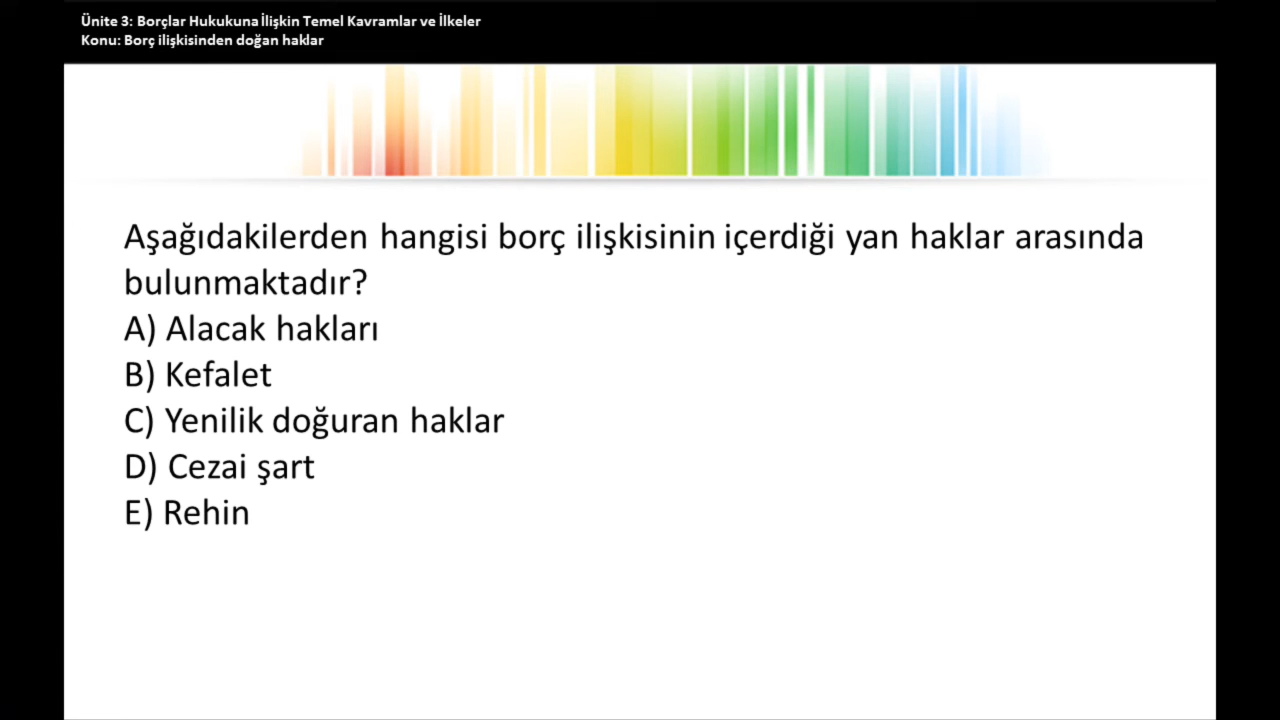 Ünite 3: Borçlar Hukukuna İlişkin Temel Kavramlar ve İlkeler
Konu: Borç ilişkisinden doğan haklar
Aşağıdakilerden hangisi borç ilişkisinin içerdiği yan haklar arasında
bulunmaktadır?
A) Alacak hakları
B) Kefalet
C) Yenilik doğuran haklar
D) Cezai şart
E) Rehin